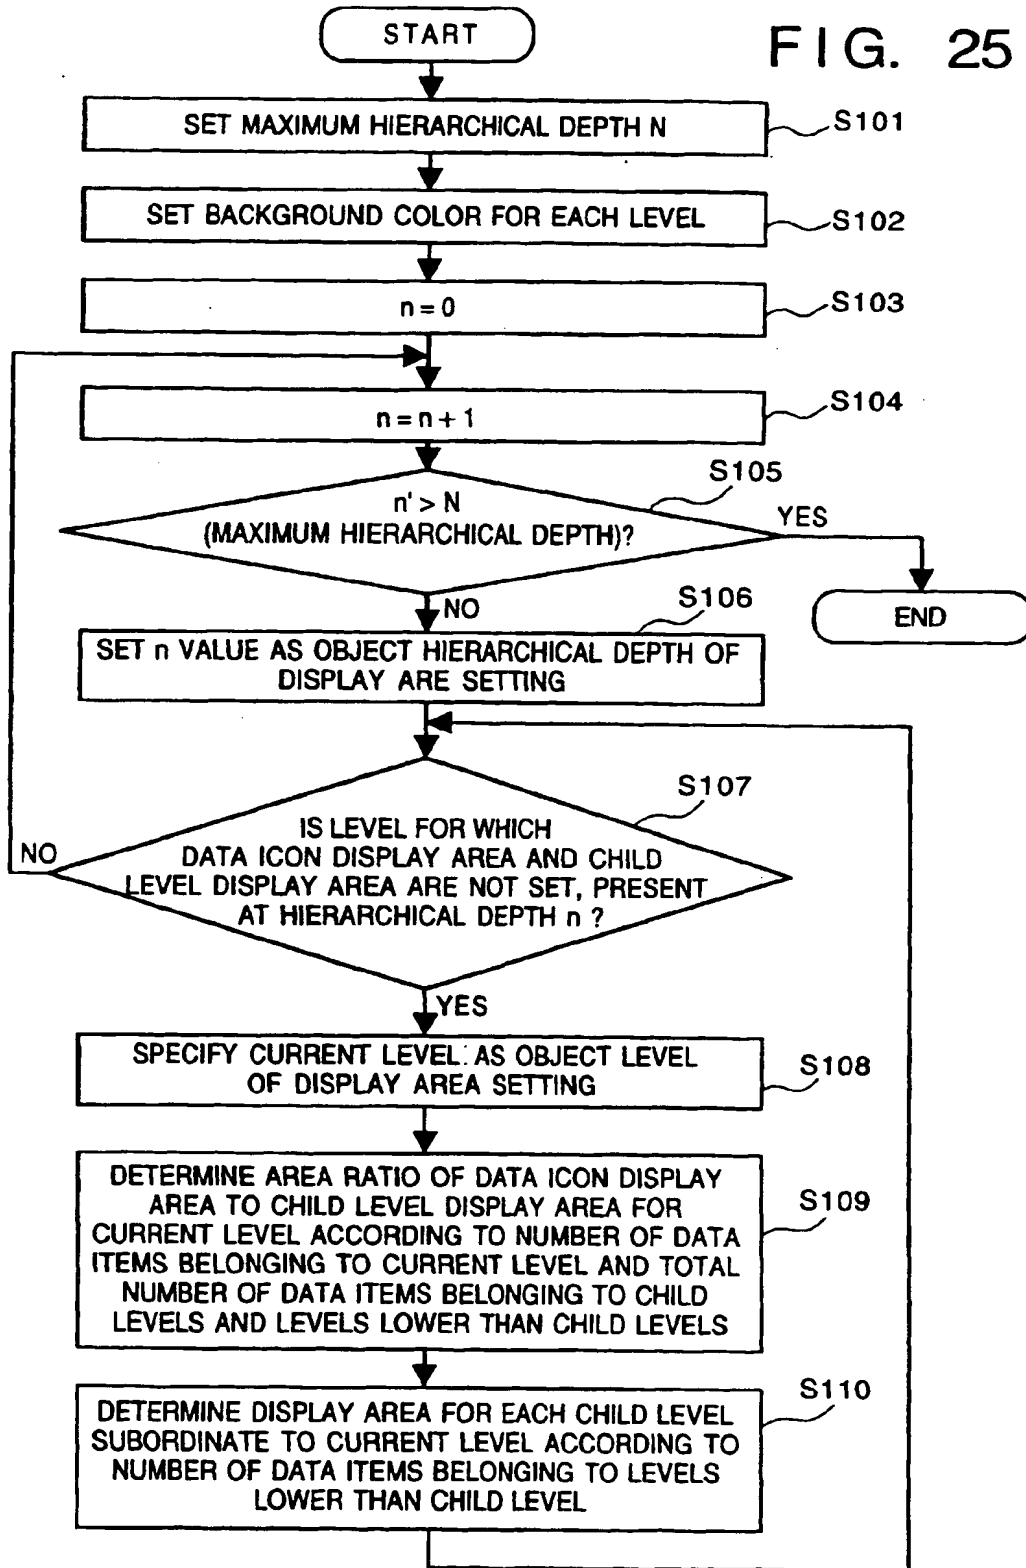 START
FIG. 25
SET MAXIMUM HIERARCHICAL DEPTH N
S101
SET BACKGROUND COLOR FOR EACH LEVEL
S102
n = 0
S103
n = n + 1
S104
S105
n' > N
(MAXIMUM HIERARCHICAL DEPTH)?
YES
END
NO
S106
SET n VALUE AS OBJECT HIERARCHICAL DEPTH OF
DISPLAY ARE SETTING
S107
IS LEVEL FOR WHICH
DATA ICON DISPLAY AREA AND CHILD
LEVEL DISPLAY AREA ARE NOT SET, PRESENT
AT HIERARCHICAL DEPTH n ?
NO
YES
SPECIFY CURRENT LEVEL AS OBJECT LEVEL
OF DISPLAY AREA SETTING
S108
DETERMINE AREA RATIO OF DATA ICON DISPLAY
AREA TO CHILD LEVEL DISPLAY AREA FOR
CURRENT LEVEL ACCORDING TO NUMBER OF DATA
ITEMS BELONGING TO CURRENT LEVEL AND TOTAL
NUMBER OF DATA ITEMS BELONGING TO CHILD
LEVELS AND LEVELS LOWER THAN CHILD LEVELS
S109
DETERMINE DISPLAY AREA FOR EACH CHILD LEVEL
SUBORDINATE TO CURRENT LEVEL ACCORDING TO
NUMBER OF DATA ITEMS BELONGING TO LEVELS
LOWER THAN CHILD LEVEL
S110